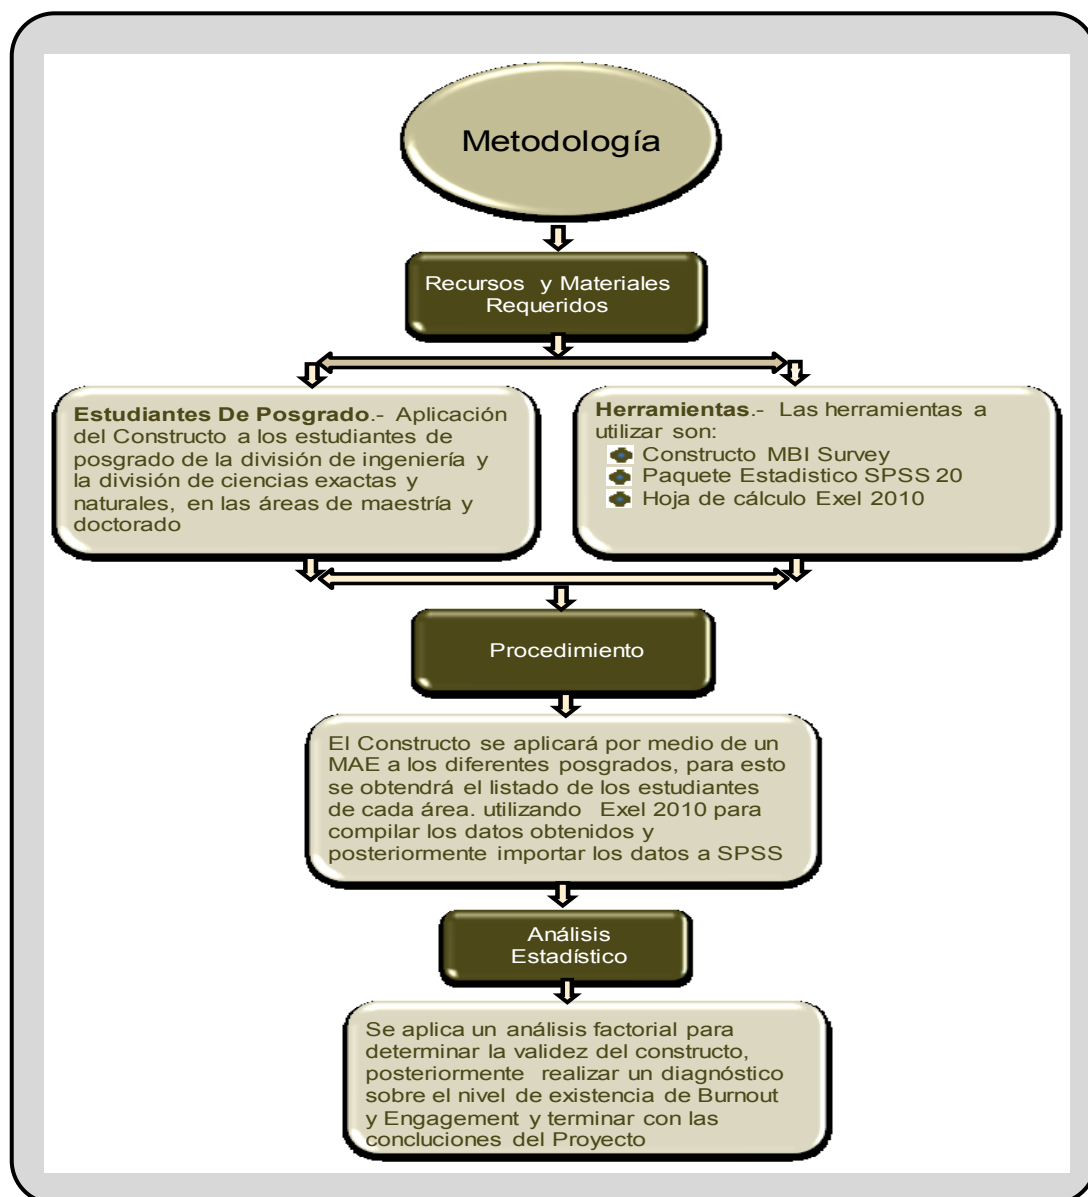 Metodología
Recursos y Materiales
Requeridos
Estudiantes De Posgrado.- Aplicación
del Constructo a los estudiantes de
posgrado de la división de ingeniería y
la división de ciencias exactas y
naturales, en las áreas de maestría y
doctorado
Herramientas.- Las herramientas a
utilizar son:
Constructo MBI Survey
Paquete Estadistico SPSS 20
Hoja de cálculo Exel 2010
Procedimiento
El Constructo se aplicará por medio de un
MAE a los diferentes posgrados, para esto
se obtendrá el listado de los estudiantes
de cada área. utilizando Exel 2010 para
compilar los datos obtenidos y
posteriormente importar los datos a SPSS
Análisis
Estadístico
Se aplica un análisis factorial para
determinar la validez del constructo,
posteriormente realizar un diagnóstico
sobre el nivel de existencia de Burnout
y Engagement y terminar con las
concluciones del Proyecto